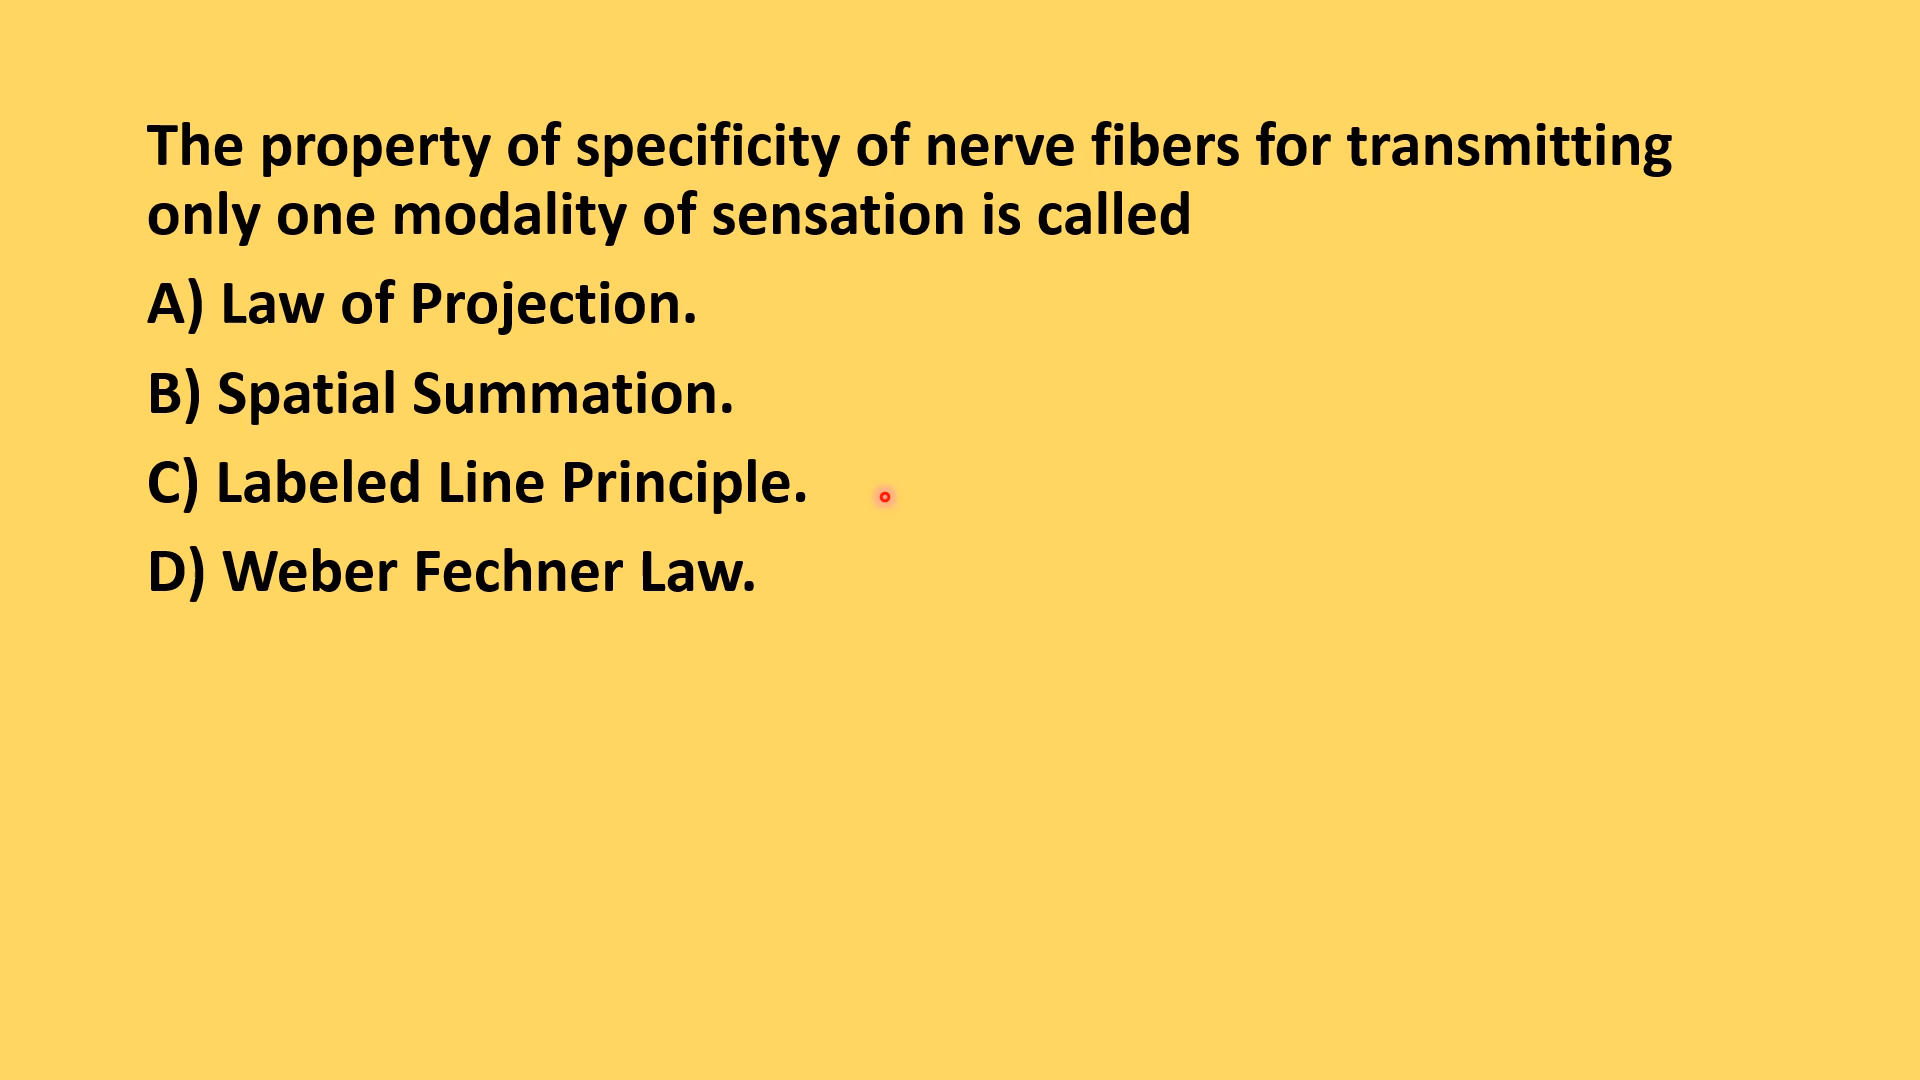 The property of specificity of nerve fibers for transmitting
only one modality of sensation is called
A) Law of Projection.
B) Spatial Summation.
C) Labeled Line Principle.
D) Weber Fechner Law.